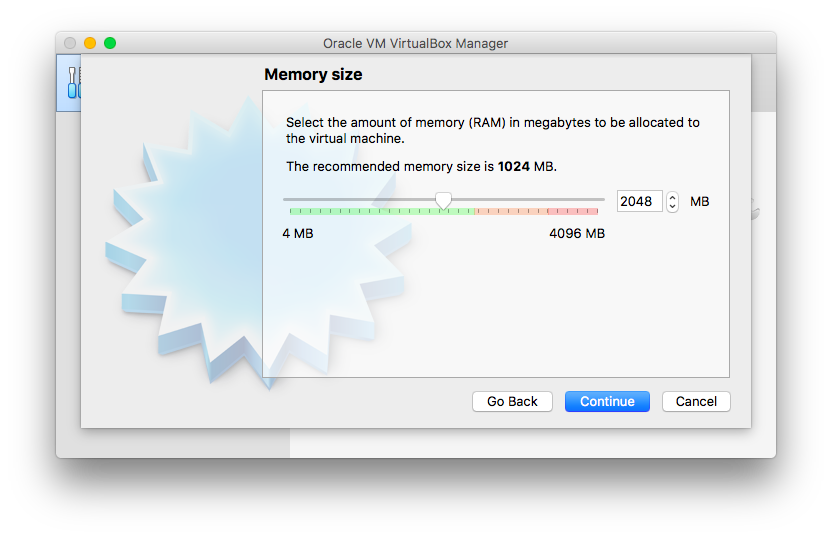 Oracle VM VirtualBox Manager
Memory size
Select the amount of memory (RAM) in megabytes to be allocated to
the virtual machine.
The recommended memory size is 1024 MB.
2048 MB
4 MB 4096 MB
Go Back Continue Cancel